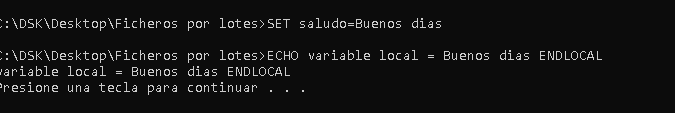 C:\DSK\Desktop\Ficheros por lotes>SET saludo=Buenos dias
C:\DSK\Desktop\Ficheros por lotes>ECHO variable local = Buenos dias ENDLOCAL
variable local = Buenos dias ENDLOCAL
Presione una tecla para continuar . . .